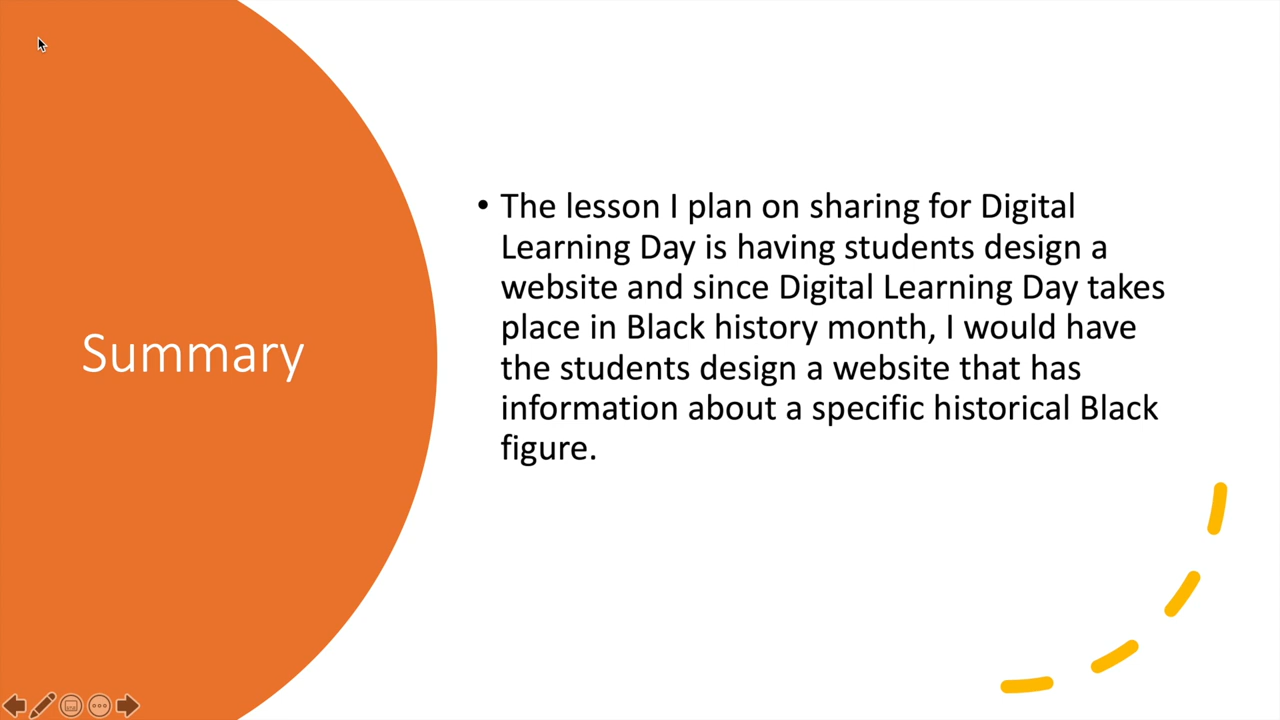 Summary
• The lesson I plan on sharing for Digital
Learning Day is having students design a
website and since Digital Learning Day takes
place in Black history month, I would have
the students design a website that has
information about a specific historical Black
figure.